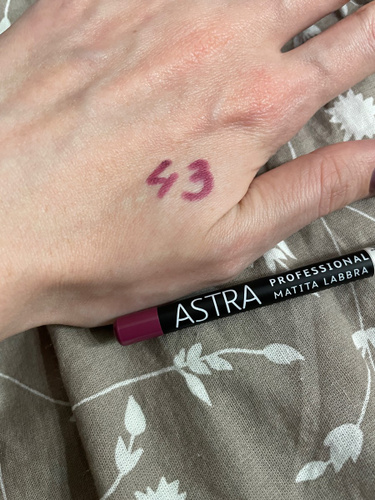 43
ASTRA
PROFESSIONAL
MATITA LABBRA